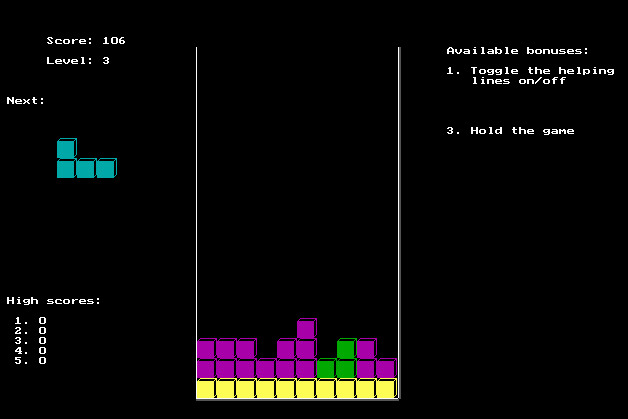 Score: 106
Level: 3
Next:
High scores:
1. 0
2. 0
3. 0
4. 0
5. 0
Available bonuses:
1. Toggle the helping
lines on/off
3. Hold the game